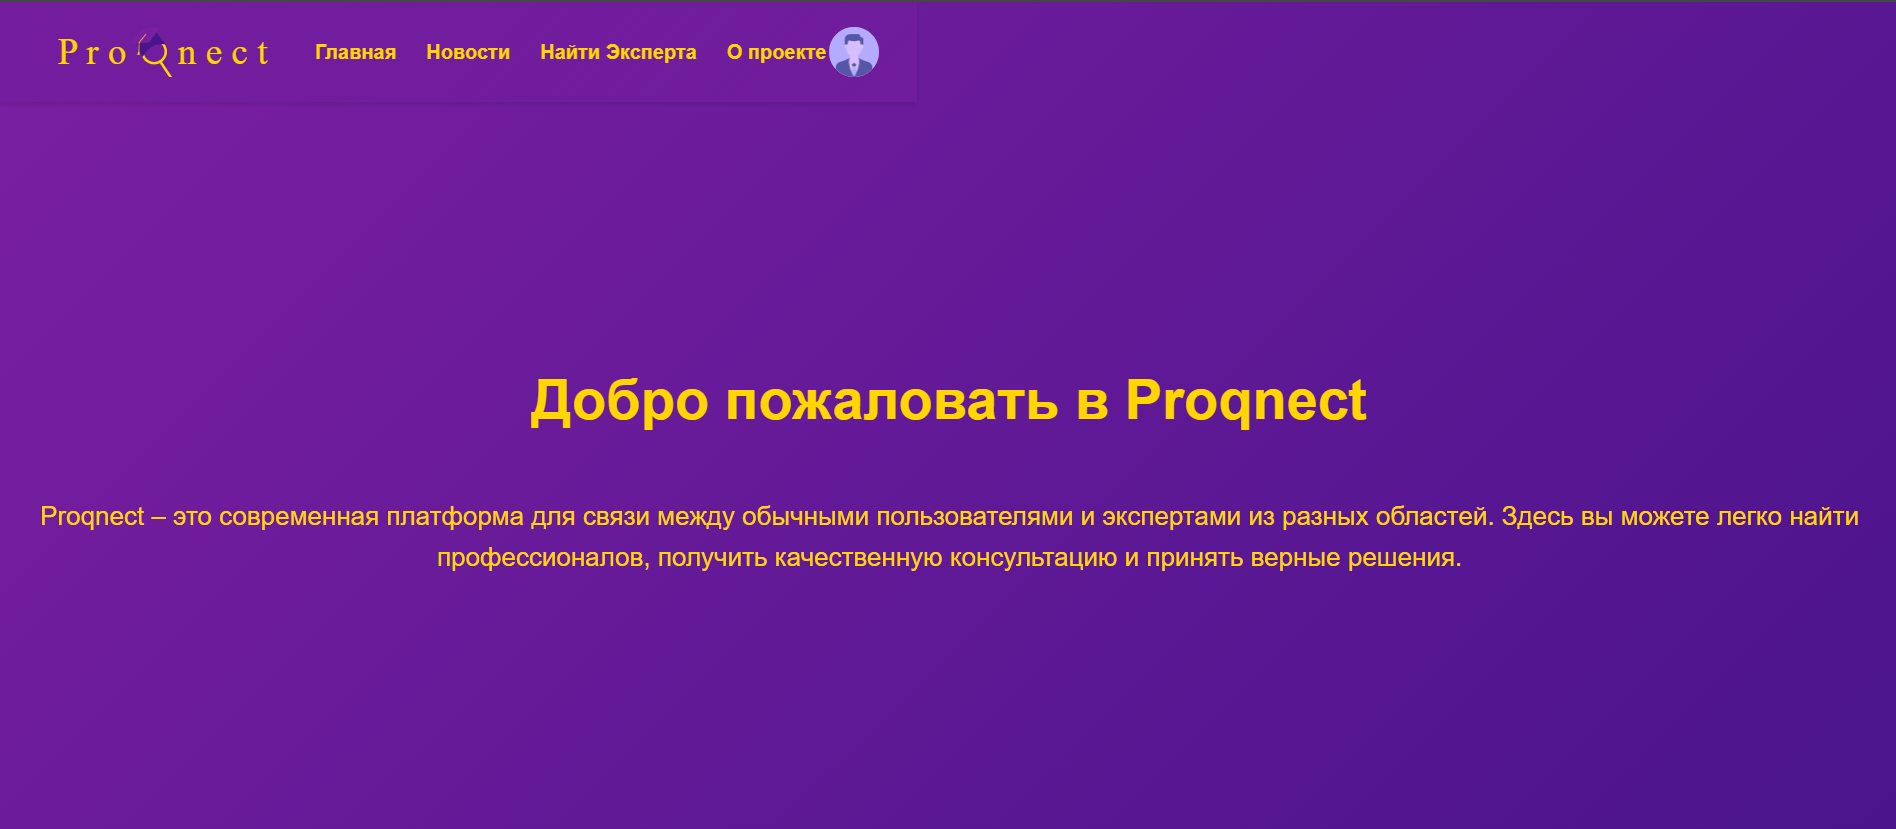 ProQnect
Главная Новости Найти Эксперта О проекте
Добро пожаловать в Proqnect
Proqnect – это современная платформа для связи между обычными пользователями и экспертами из разных областей. Здесь вы можете легко найти
профессионалов, получить качественную консультацию и принять верные решения.